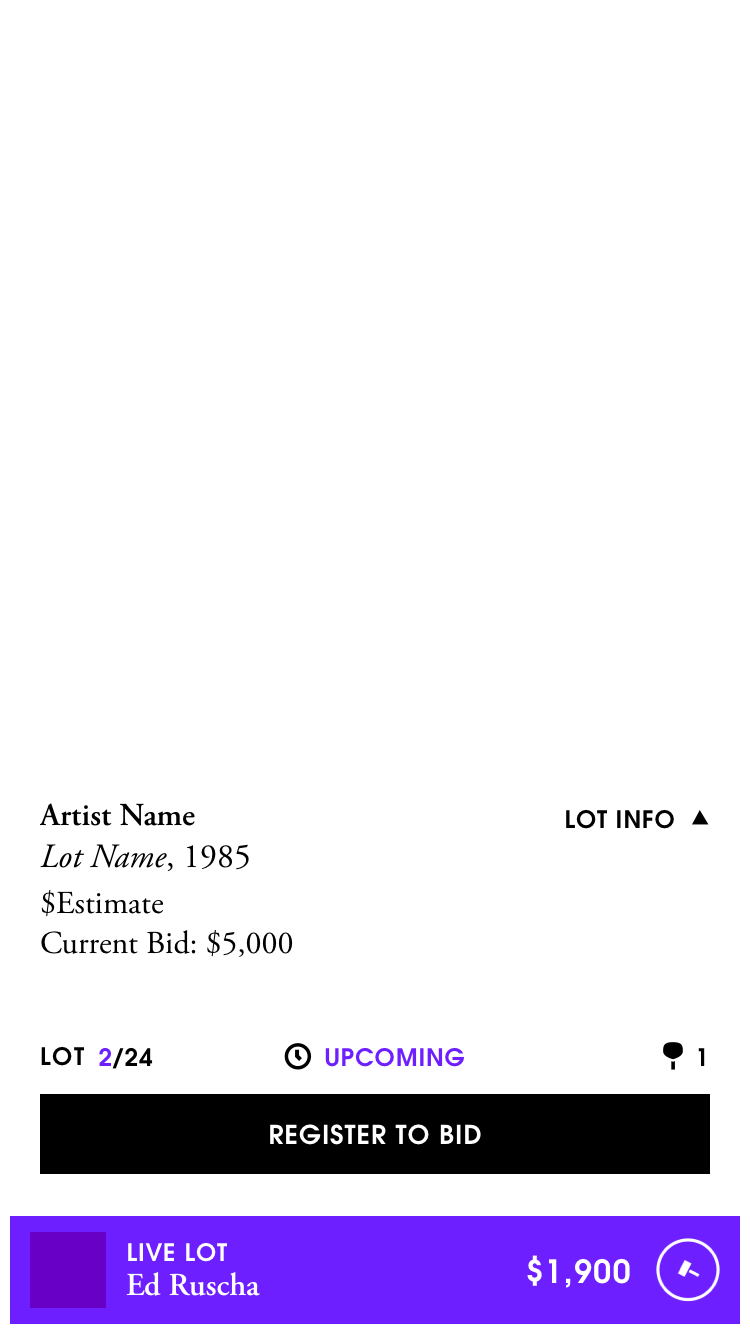 Artist Name
LOT INFO
Lot Name, 1985
$Estimate
Current Bid: $5,000
LOT 2/24
UPCOMING
1
REGISTER TO BID
LIVE LOT
Ed Ruscha
$1,900